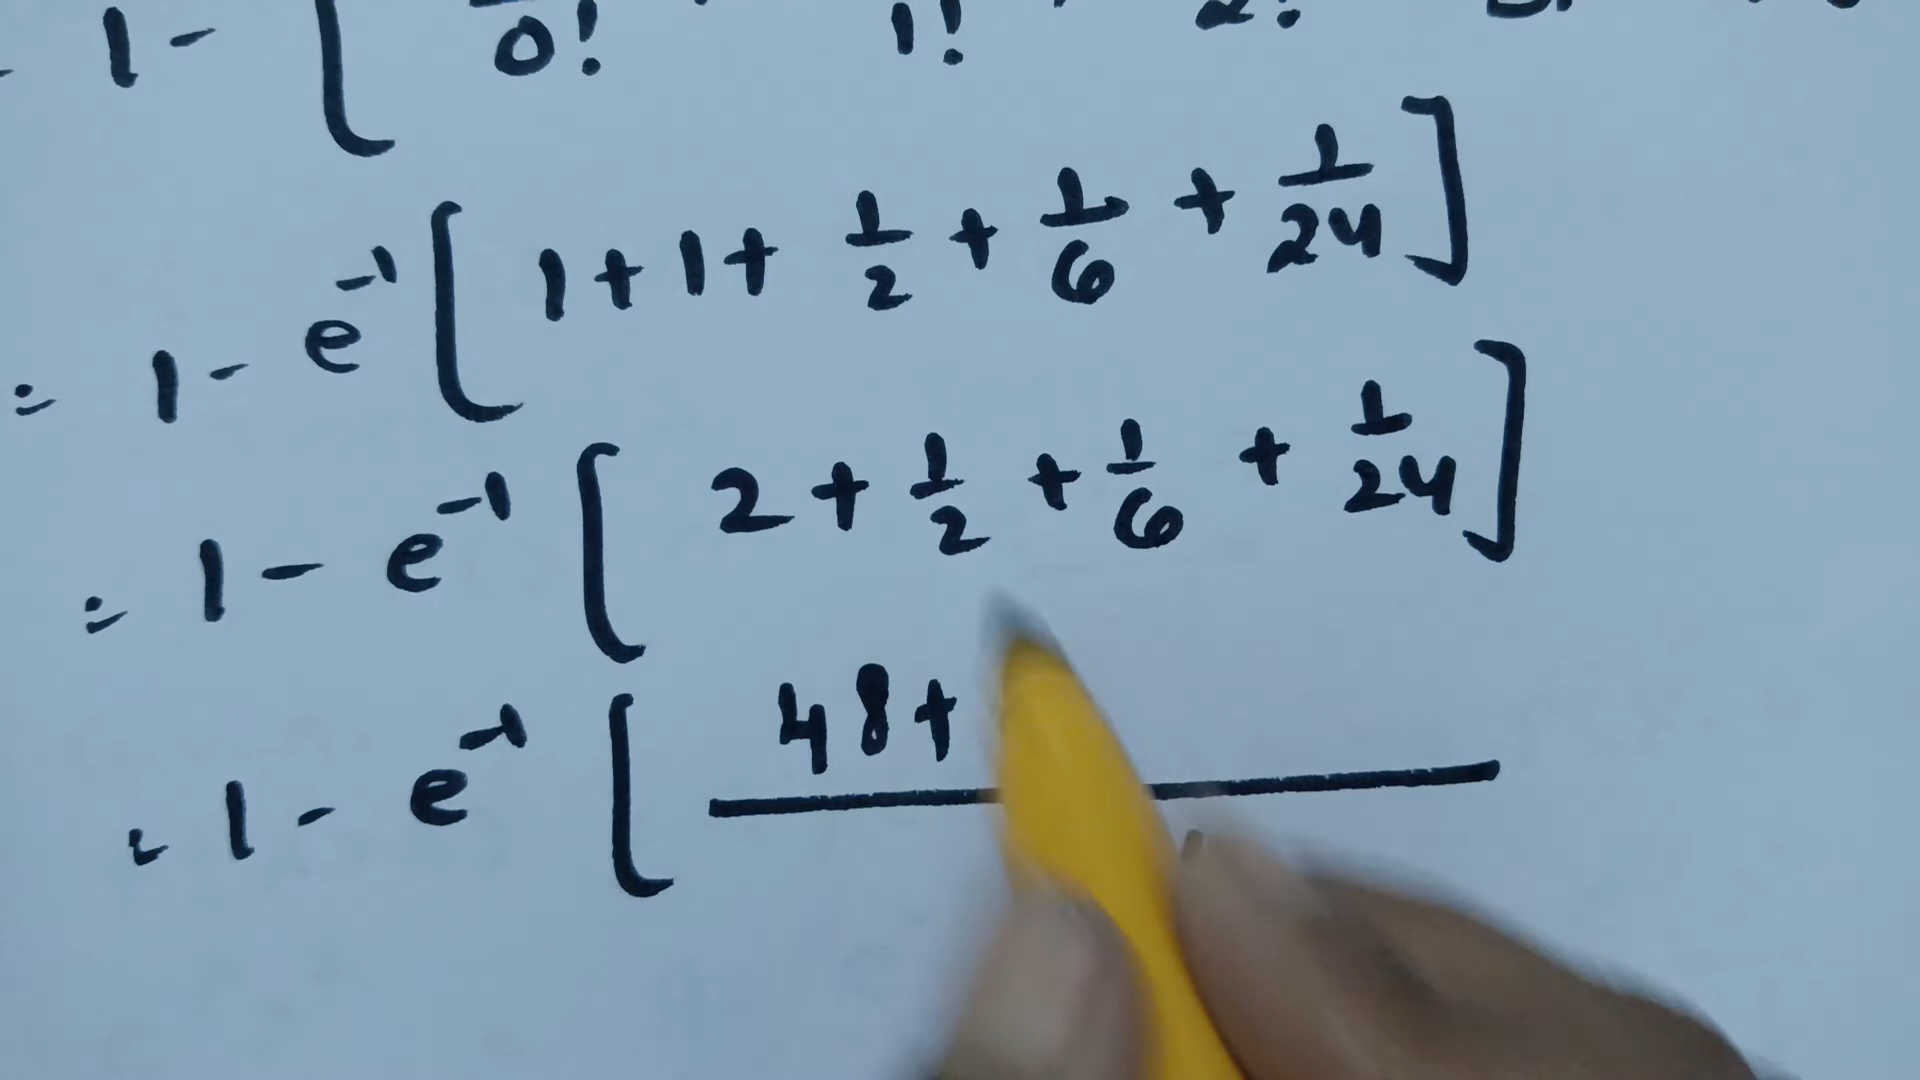 1 - [ 0! 1! 2!
= 1 - e^-1 [ 1 + 1 + 1/2 + 1/6 + 1/24 ]
= 1 - e^-1 [ 2 + 1/2 + 1/6 + 1/24 ]
= 1 - e^-1 [ 48+